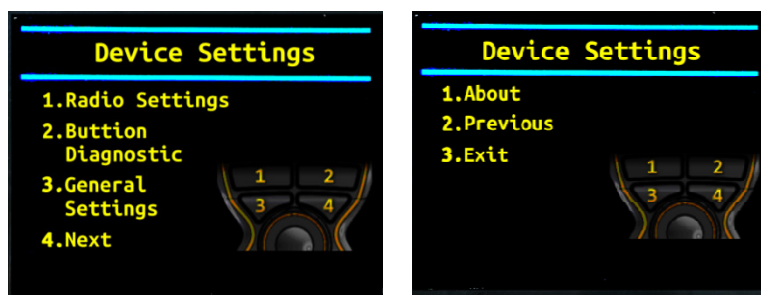 Device Settings
1.Radio Settings
2.Buttion
Diagnostic
3.General
Settings
4.Next
1 2
3 4
Device Settings
1.About
2.Previous
3.Exit
1 2
3 4